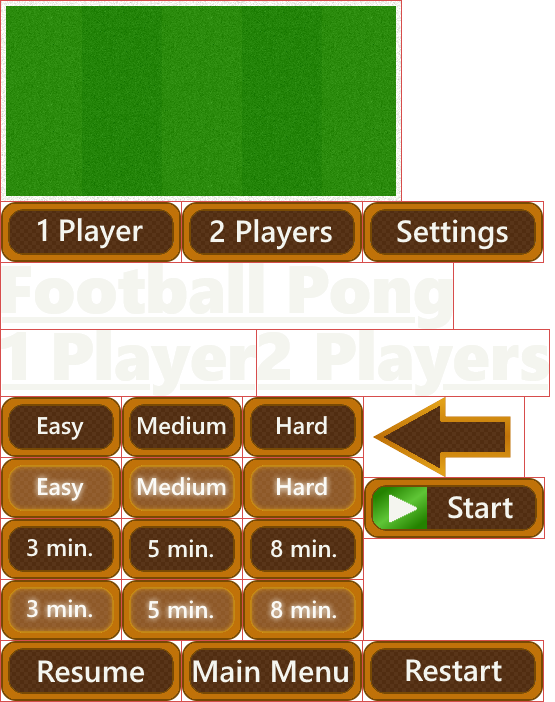 1 Player 2 Players Settings
Football Pong
1 Player 2 Players
Easy Medium Hard
Easy Medium Hard
Start
3 min. 5 min. 8 min.
3 min. 5 min. 8 min.
Resume Main Menu Restart